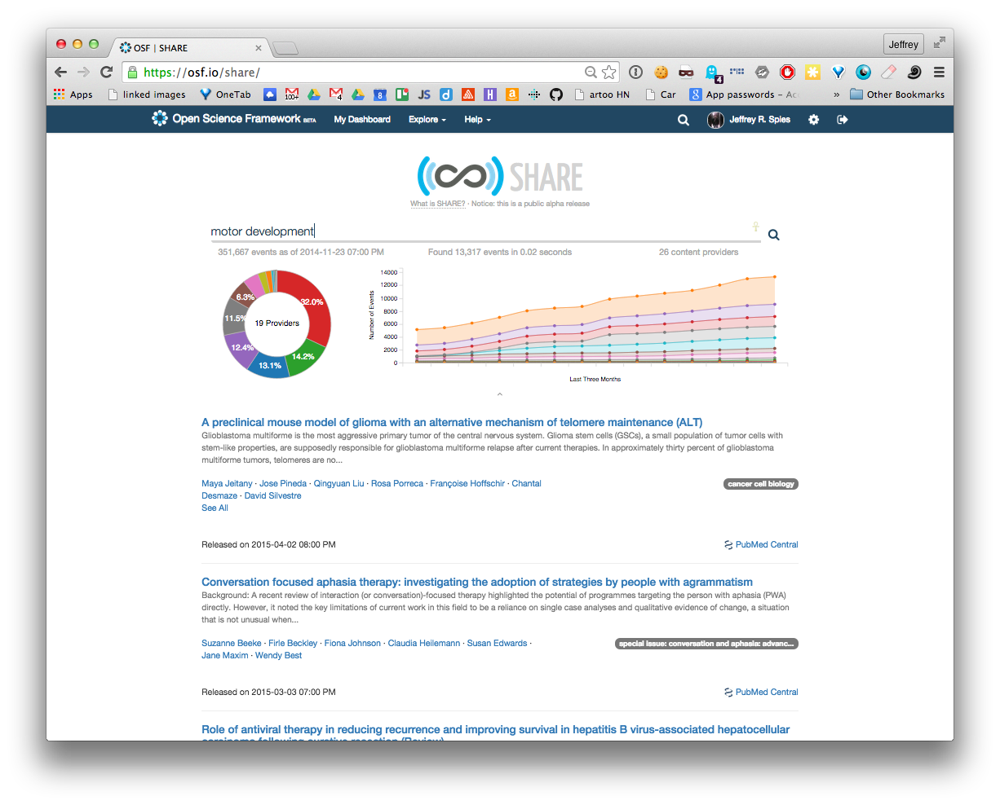 OSF | SHARE
Jeffrey
https://osf.io/share/
4
Apps
linked images
OneTab
100+
4
8
JS
d
H
a
artoo HN
Car
8
App passwords – Ac
»
Other Bookmarks
Open Science Framework BETA
My Dashboard
Explore
Help
Jeffrey R. Spies
SHARE
What is SHARE? · Notice: this is a public alpha release
motor development
351,667 events as of 2014-11-23 07:00 PM
Found 13,317 events in 0.02 seconds
26 content providers
32.0%
14.2%
13.1%
12.4%
11.5%
6.3%
19 Providers
Number of Events
14000
12000
10000
8000
6000
4000
2000
0
Last Three Months
A preclinical mouse model of glioma with an alternative mechanism of telomere maintenance (ALT)
Glioblastoma multiforme is the most aggressive primary tumor of the central nervous system. Glioma stem cells (GSCs), a small population of tumor cells with
stem-like properties, are supposedly responsible for glioblastoma multiforme relapse after current therapies. In approximately thirty percent of glioblastoma
multiforme tumors, telomeres are no...
Maya Jeitany · Jose Pineda · Qingyuan Liu · Rosa Porreca · Françoise Hoffschir · Chantal
Desmaze · David Silvestre
See All
cancer cell biology
Released on 2015-04-02 08:00 PM
PubMed Central
Conversation focused aphasia therapy: investigating the adoption of strategies by people with agrammatism
Background: A recent review of interaction (or conversation)-focused therapy highlighted the potential of programmes targeting the person with aphasia (PWA)
directly. However, it noted the key limitations of current work in this field to be a reliance on single case analyses and qualitative evidence of change, a situation
that is not unusual when...
Suzanne Beeke · Firle Beckley · Fiona Johnson · Claudia Heilemann · Susan Edwards ·
Jane Maxim · Wendy Best
special issue: conversation and aphasia: advanc...
Released on 2015-03-03 07:00 PM
PubMed Central
Role of antiviral therapy in reducing recurrence and improving survival in hepatitis B virus-associated hepatocellular
carcinoma following curative resection (Review)